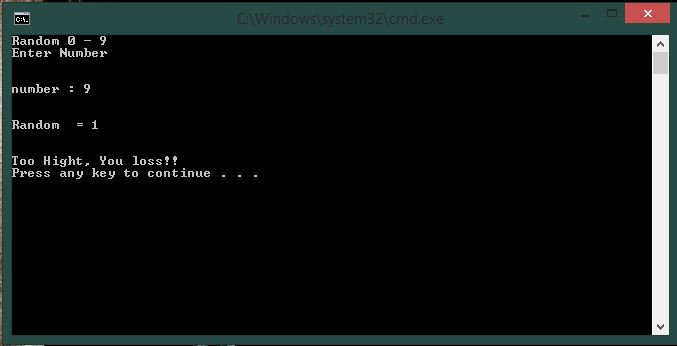 C:\Windows\system32\cmd.exe
C:\.
Random 0 - 9
Enter Number
number : 9
Random  = 1
Too Hight, You loss!!
Press any key to continue . . .